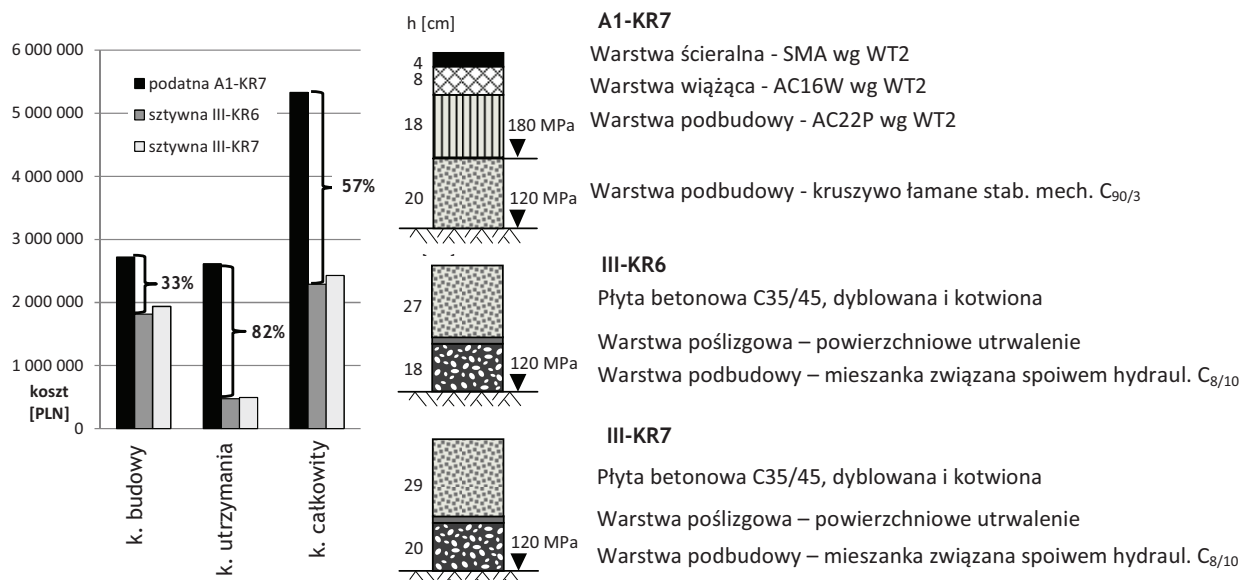 6 000 000
5 000 000
4 000 000
3 000 000
2 000 000
1 000 000
koszt
[PLN]
0
podatna A1-KR7
sztywna III-KR6
sztywna III-KR7
33%
82%
57%
k. budowy
k. utrzymania
k. całkowity
h [cm]
A1-KR7
4
Warstwa ścieralna - SMA wg WT2
8
Warstwa wiążąca - AC16W wg WT2
18
180 MPa
Warstwa podbudowy - AC22P wg WT2
20
120 MPa
Warstwa podbudowy - kruszywo łamane stab. mech. C90/3
III-KR6
27
Płyta betonowa C35/45, dyblowana i kotwiona
Warstwa poślizgowa – powierzchniowe utrwalenie
18
120 MPa
Warstwa podbudowy – mieszanka związana spoiwem hydraul. C8/10
III-KR7
29
Płyta betonowa C35/45, dyblowana i kotwiona
Warstwa poślizgowa – powierzchniowe utrwalenie
20
120 MPa
Warstwa podbudowy – mieszanka związana spoiwem hydraul. C8/10